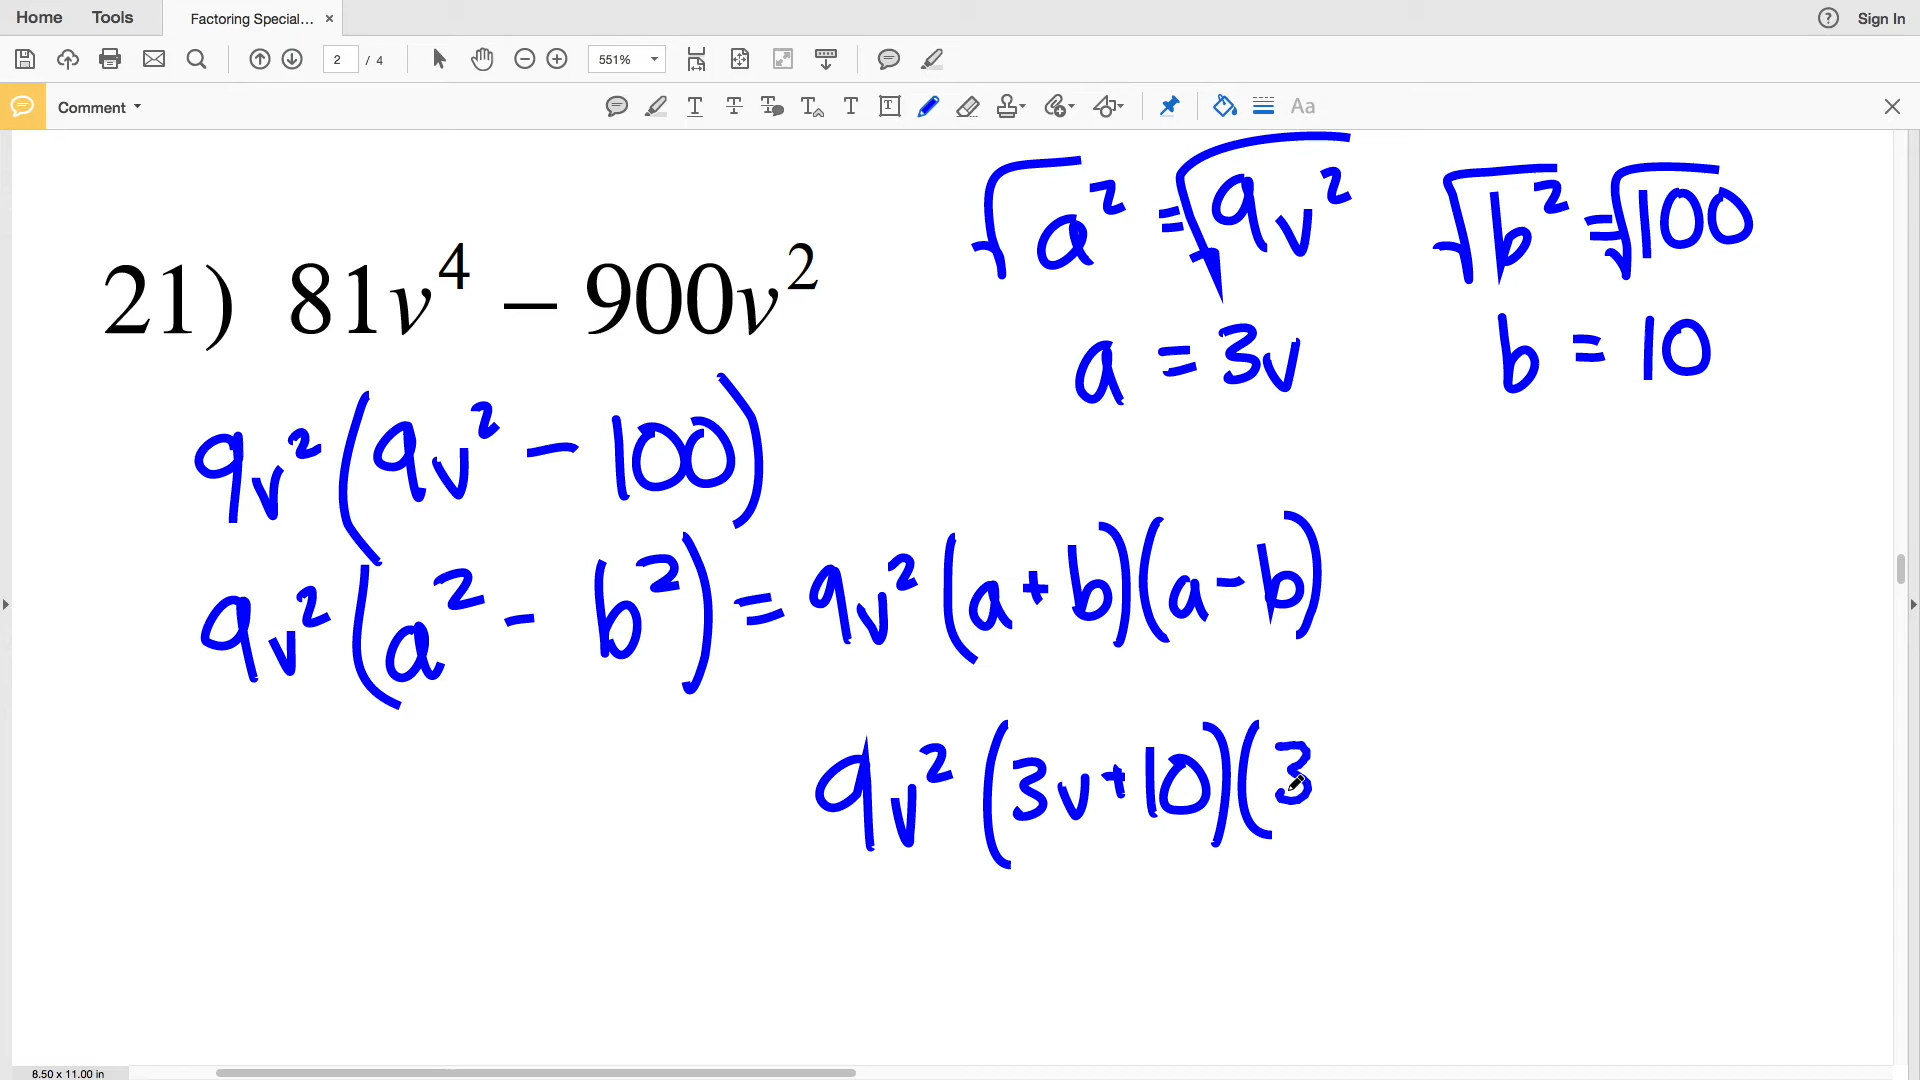 Home Tools Factoring Special... × ? Sign In
2 / 4 551%
Comment T T T T T T Aa
√a² = √9v² √b² = √100
21) 81v⁴ – 900v²
a = 3v b = 10
9v² (9v² - 100)
9v² (a² - b²) = 9v² (a + b)(a - b)
9v² (3v+10)(3
8.50 x 11.00 in